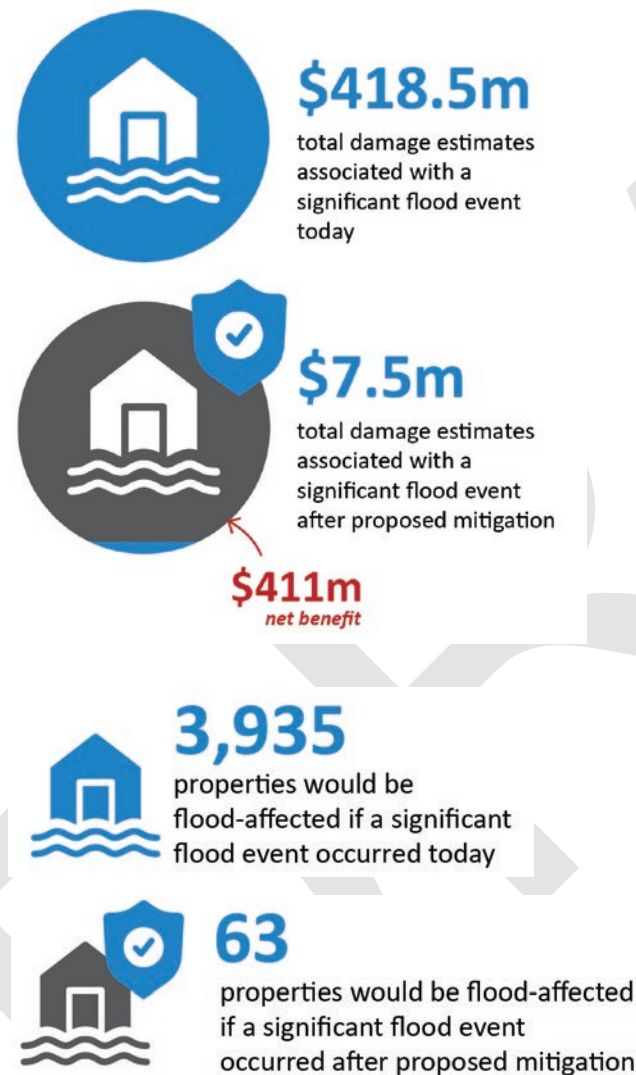 $418.5m
total damage estimates
associated with a
significant flood event
today
$7.5m
total damage estimates
associated with a
significant flood event
after proposed mitigation
$411m
net benefit
3,935
properties would be
flood-affected if a significant
flood event occurred today
63
properties would be flood-affected
if a significant flood event
occurred after proposed mitigation